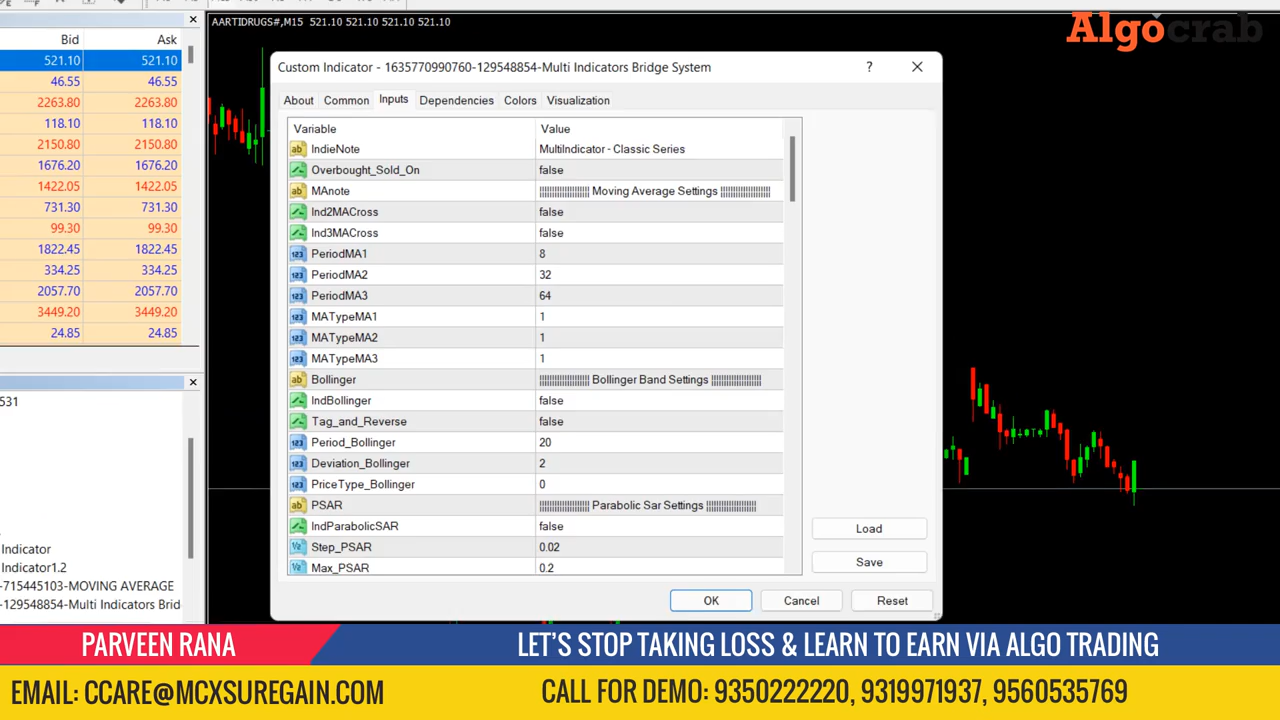 AARTIDRUGS#,M15 521.10 521.10 521.10 521.10
Algocrab
Bid Ask
521.10 521.10
46.55 46.55
2263.80 2263.80
118.10 118.10
2150.80 2150.80
1676.20 1676.20
1422.05 1422.05
731.30 731.30
99.30 99.30
1822.45 1822.45
334.25 334.25
2057.70 2057.70
3449.20 3449.20
24.85 24.85
531
Indicator
Indicator1.2
-715445103-MOVING AVERAGE
-129548854-Multi Indicators Brid
Custom Indicator - 1635770990760-129548854-Multi Indicators Bridge System
About Common Inputs Dependencies Colors Visualization
Variable Value
IndieNote MultiIndicator - Classic Series
Overbought_Sold_On false
MAnote |||||||||||||||||||| Moving Average Settings ||||||||||||||||||||
Ind2MACross false
Ind3MACross false
PeriodMA1 8
PeriodMA2 32
PeriodMA3 64
MATypeMA1 1
MATypeMA2 1
MATypeMA3 1
Bollinger |||||||||||||||||||| Bollinger Band Settings ||||||||||||||||||||
IndBollinger false
Tag_and_Reverse false
Period_Bollinger 20
Deviation_Bollinger 2
PriceType_Bollinger 0
PSAR |||||||||||||||||||| Parabolic Sar Settings ||||||||||||||||||||
IndParabolicSAR false
Step_PSAR 0.02
Max_PSAR 0.2
Load
Save
OK Cancel Reset
PARVEEN RANA
LET'S STOP TAKING LOSS & LEARN TO EARN VIA ALGO TRADING
EMAIL: CCARE@MCXSUREGAIN.COM
CALL FOR DEMO: 9350222220, 9319971937, 9560535769